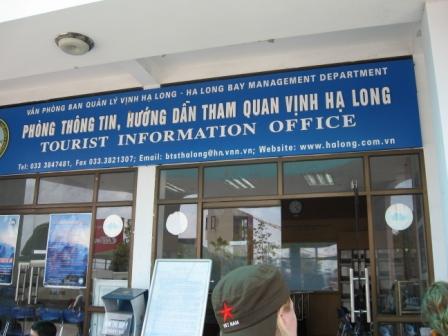 VĂN PHÒNG BAN QUẢN LÝ VỊNH HẠ LONG - HA LONG BAY MANAGEMENT DEPARTMENT
PHÒNG THÔNG TIN, HƯỚNG DẪN THAM QUAN VỊNH HẠ LONG
TOURIST INFORMATION OFFICE
Tel: 033 3847481, Fax 033.3821307; Email: btsthalong@hn.vnn.vn; Website: www.halong.com.vn
VIET NAM